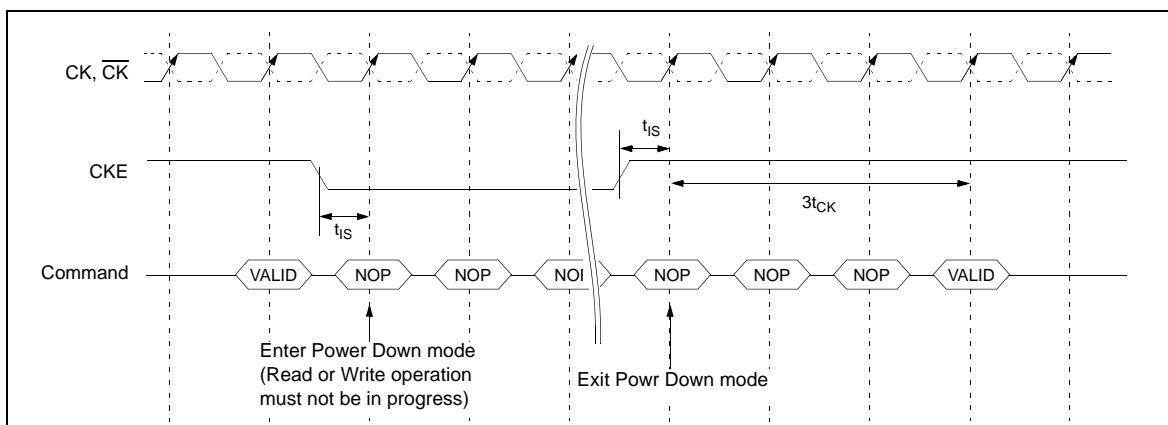 CK, C̅K̅
t_IS
CKE
3t_CK
t_IS
Command
VALID NOP NOP NOP NOP NOP NOP VALID
Enter Power Down mode
(Read or Write operation
must not be in progress)
Exit Powr Down mode